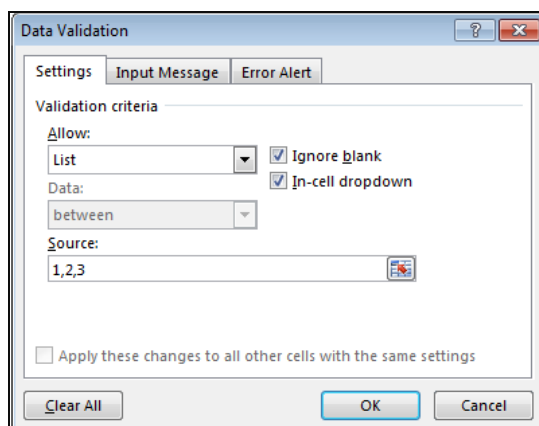 Data Validation
Settings Input Message Error Alert
Validation criteria
Allow:
List
Ignore blank
Data:
In-cell dropdown
between
Source:
1,2,3
Apply these changes to all other cells with the same settings
Clear All OK Cancel